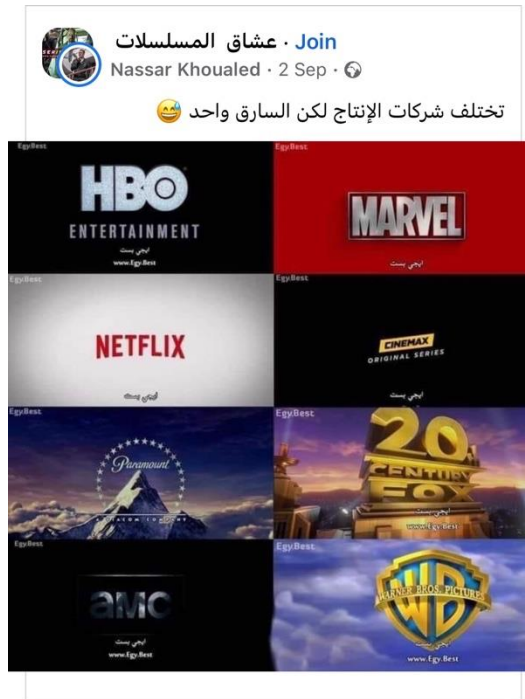 عشاق المسلسلات · Join
Nassar Khoualed · 2 Sep ·
تختلف شركات الإنتاج لكن السارق واحد 😅
Egy.Best
HBO
ENTERTAINMENT
ايجي بست
www.Egy.Best
EgyBest
MARVEL
ايجي بست
EgyBest
NETFLIX
ايجي بست
EgyBest
CINEMAX
ORIGINAL SERIES
ايجي بست
EgyBest
Paramount
EgyBest
20
CENTURY
FOX
ايجي بست
www.Egy.Best
EgyBest
amc
ايجي بست
www.Egy.Best
EgyBest
WB
WARNER BROS. PICTURES
ايجي بست
www.Egy.Best